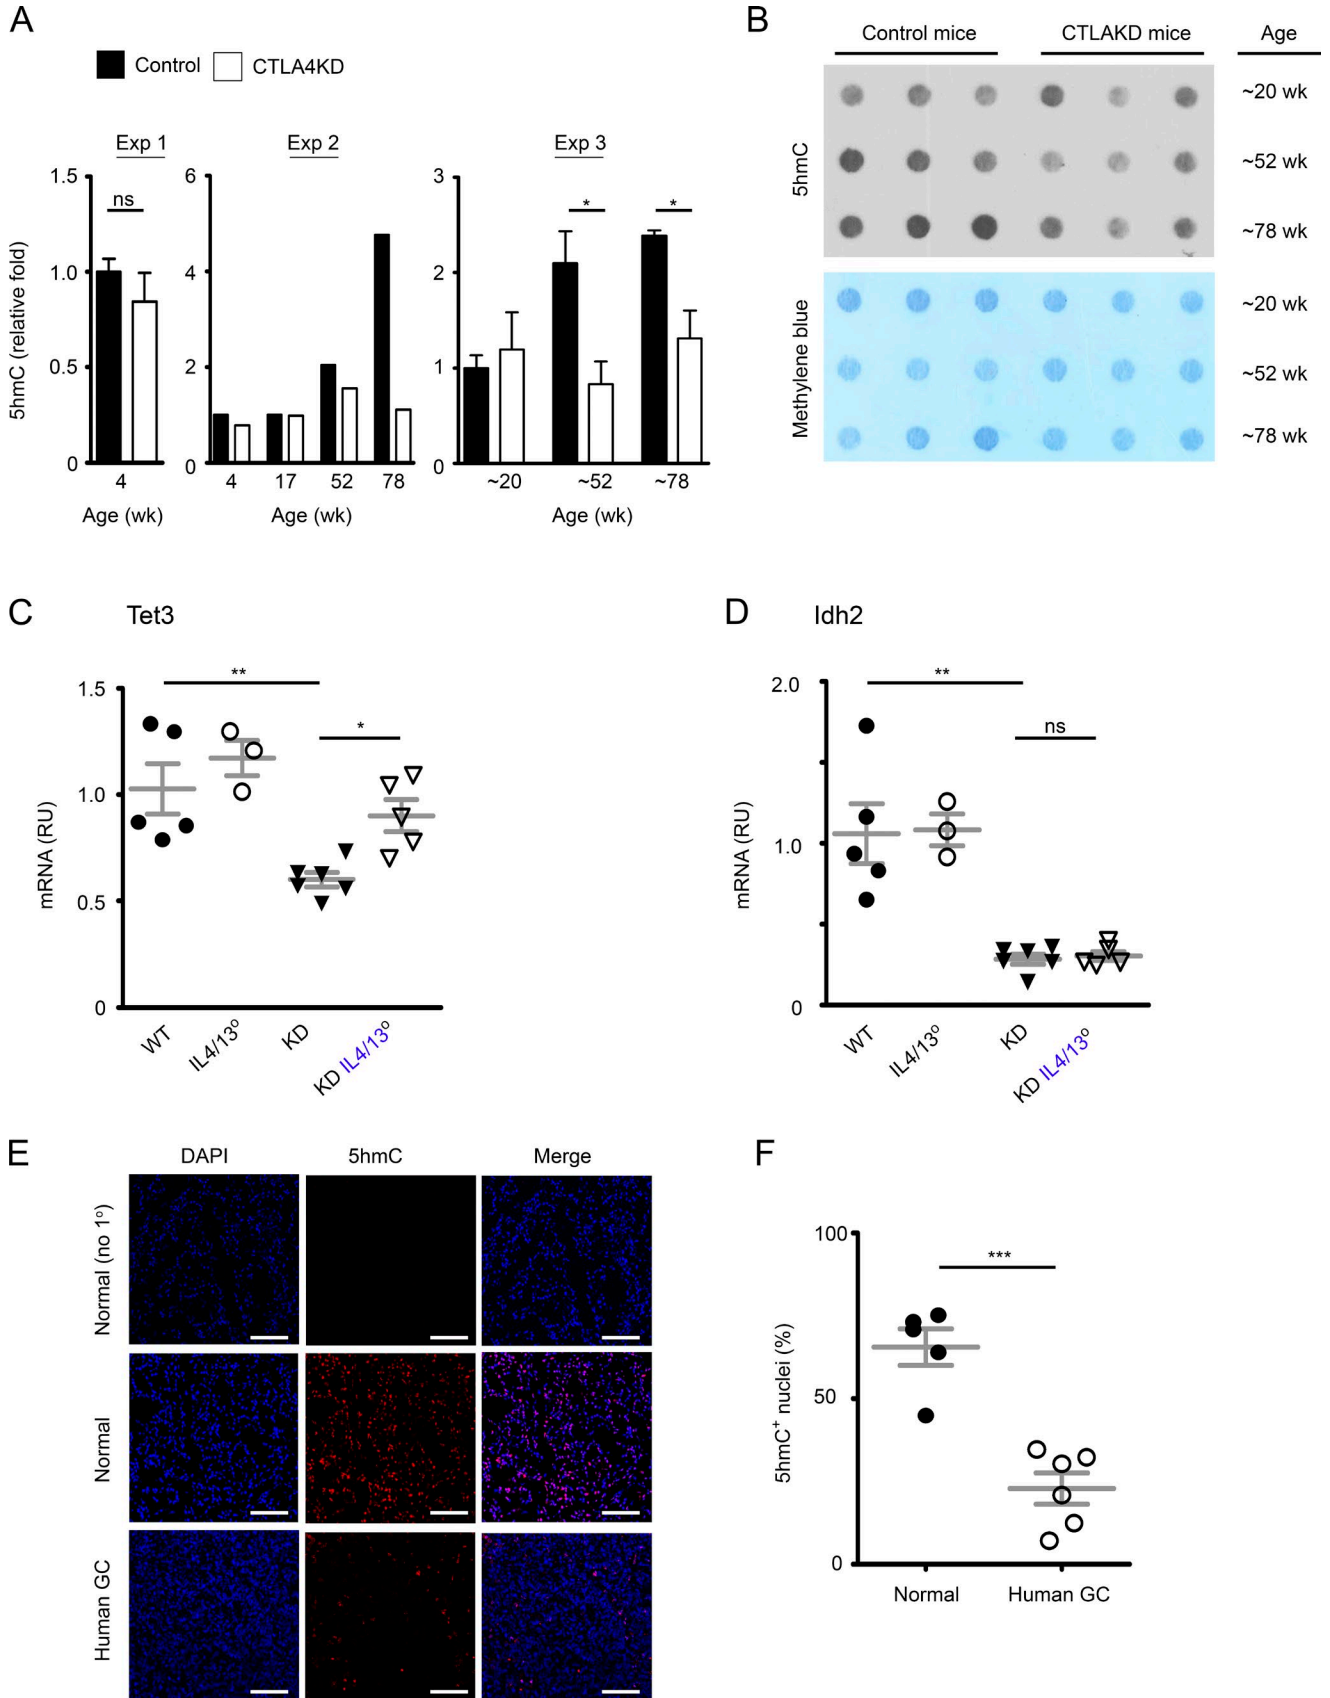 A
Control
CTLA4KD
Exp 1
Exp 2
Exp 3
5hmC (relative fold)
1.5
1.0
0.5
0
ns
4
Age (wk)
6
4
2
0
4
17
52
78
Age (wk)
3
2
1
0
*
*
~20
~52
~78
Age (wk)
B
Control mice
CTLAKD mice
Age
5hmC
~20 wk
~52 wk
~78 wk
Methylene blue
~20 wk
~52 wk
~78 wk
C
Tet3
mRNA (RU)
1.5
1.0
0.5
0
**
*
WT
IL4/13º
KD
KD IL4/13º
D
Idh2
mRNA (RU)
2.0
1.0
0
**
ns
WT
IL4/13º
KD
KD IL4/13º
E
DAPI
5hmC
Merge
Normal (no 1º)
Normal
Human GC
F
5hmC⁺ nuclei (%)
100
50
0
***
Normal
Human GC